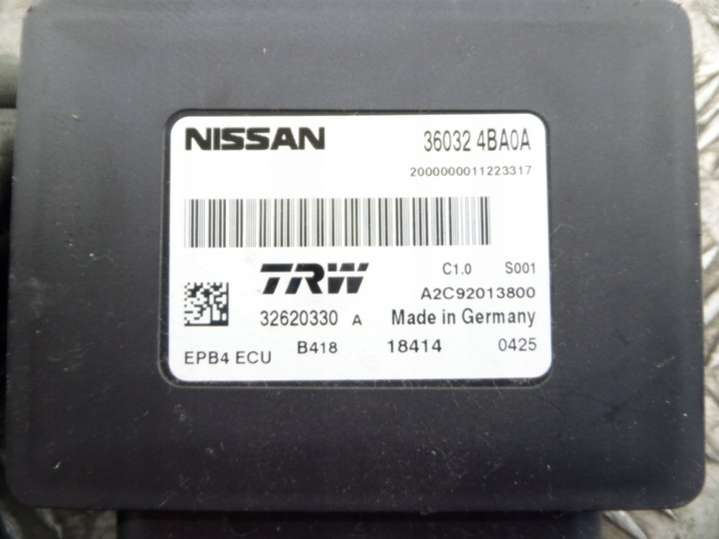 NISSAN 36032 4BA0A
2000000011223317
TRW C1.0 S001
A2C92013800
32620330 A Made in Germany
EPB4 ECU B418 18414 0425